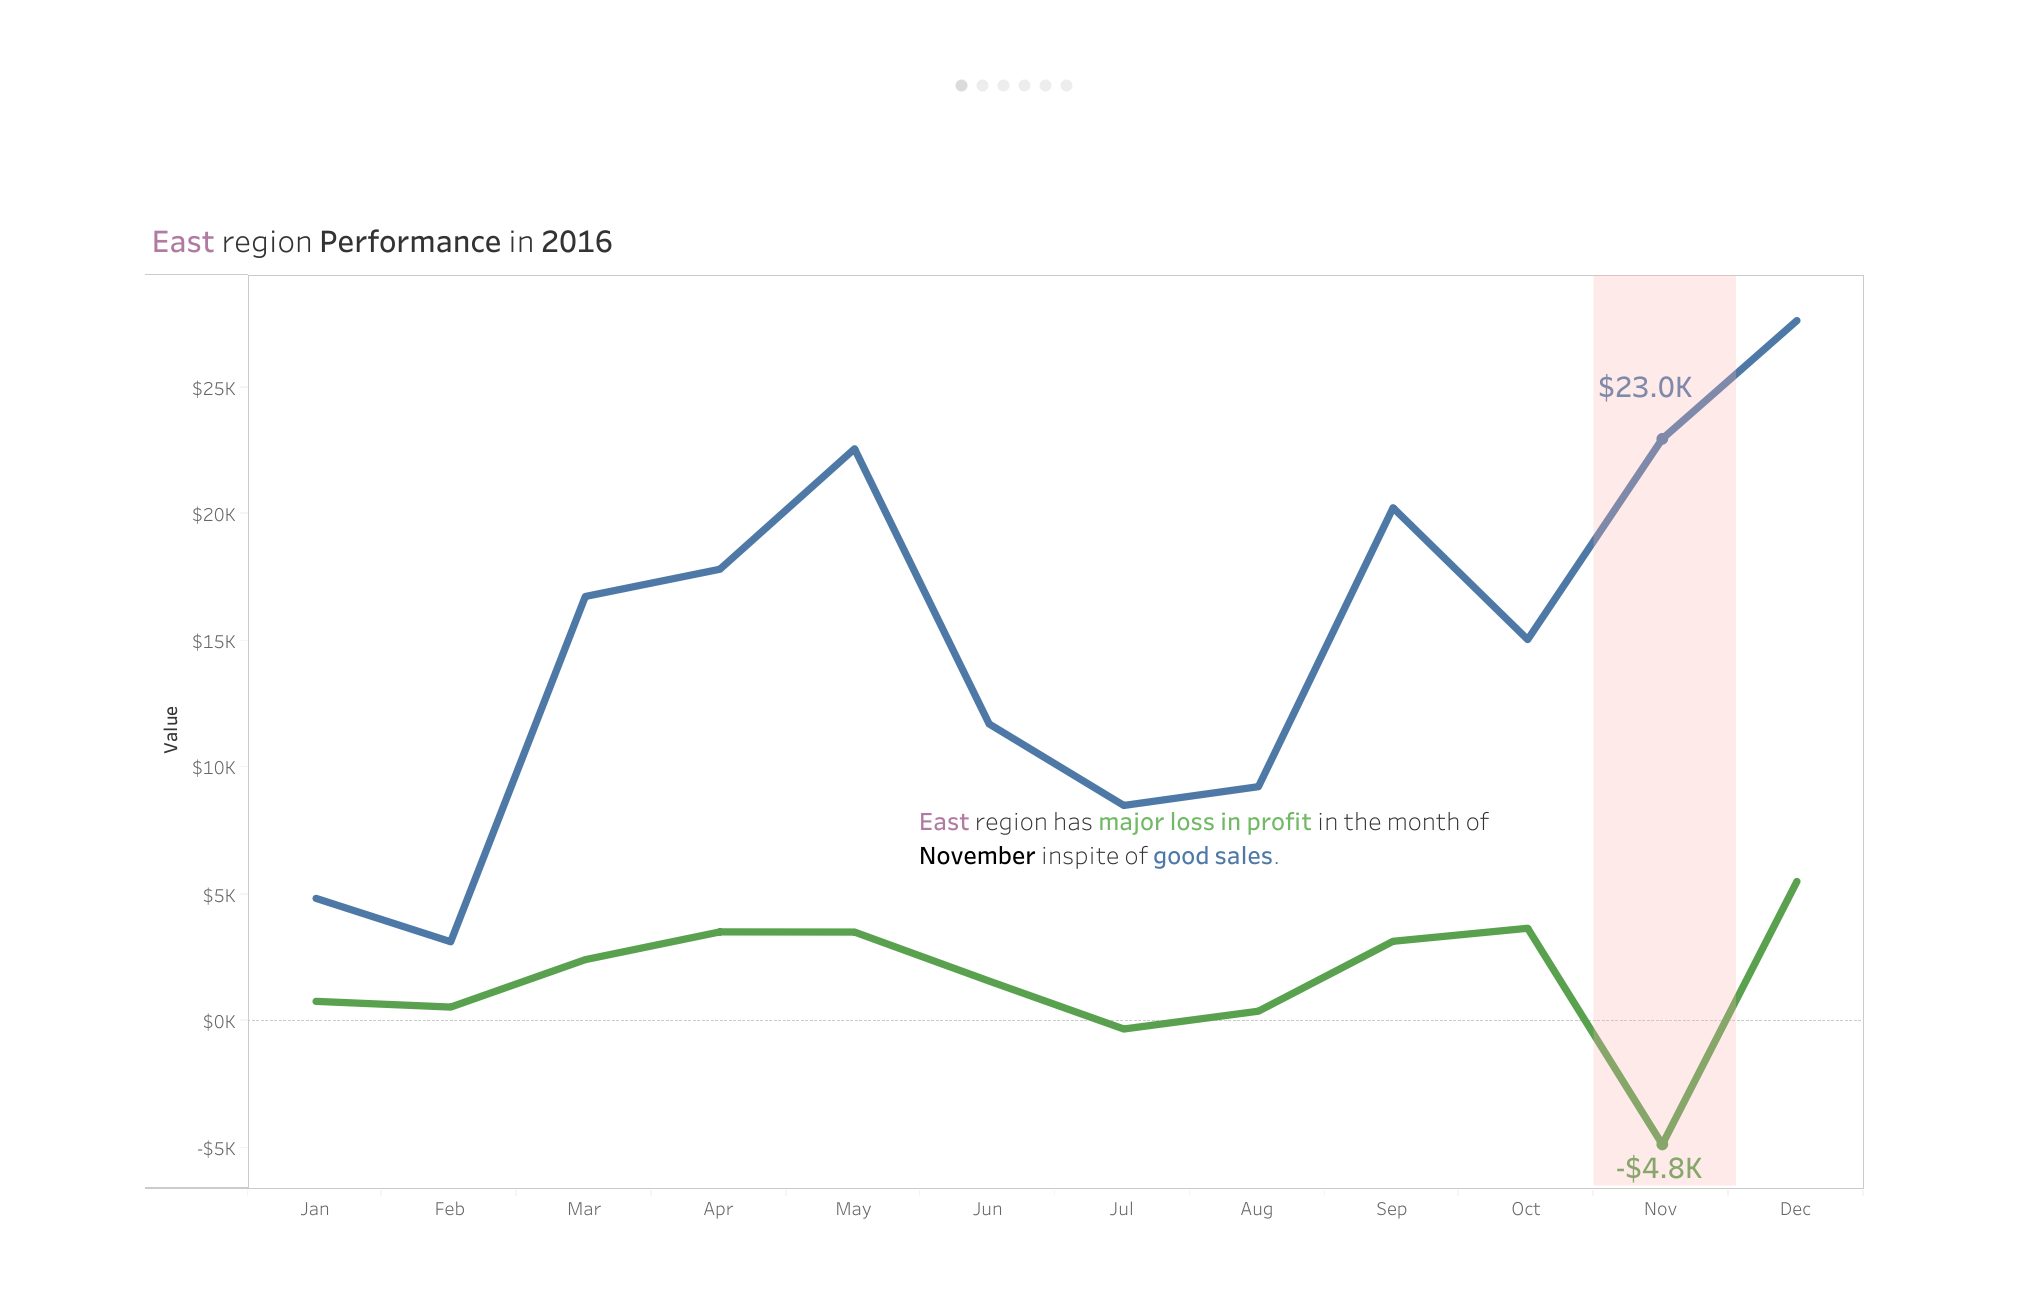 East region Performance in 2016
$25K
$20K
$15K
$10K
$5K
$0K
-$5K
Value
$23.0K
East region has major loss in profit in the month of
November inspite of good sales.
-$4.8K
Jan Feb Mar Apr May Jun Jul Aug Sep Oct Nov Dec